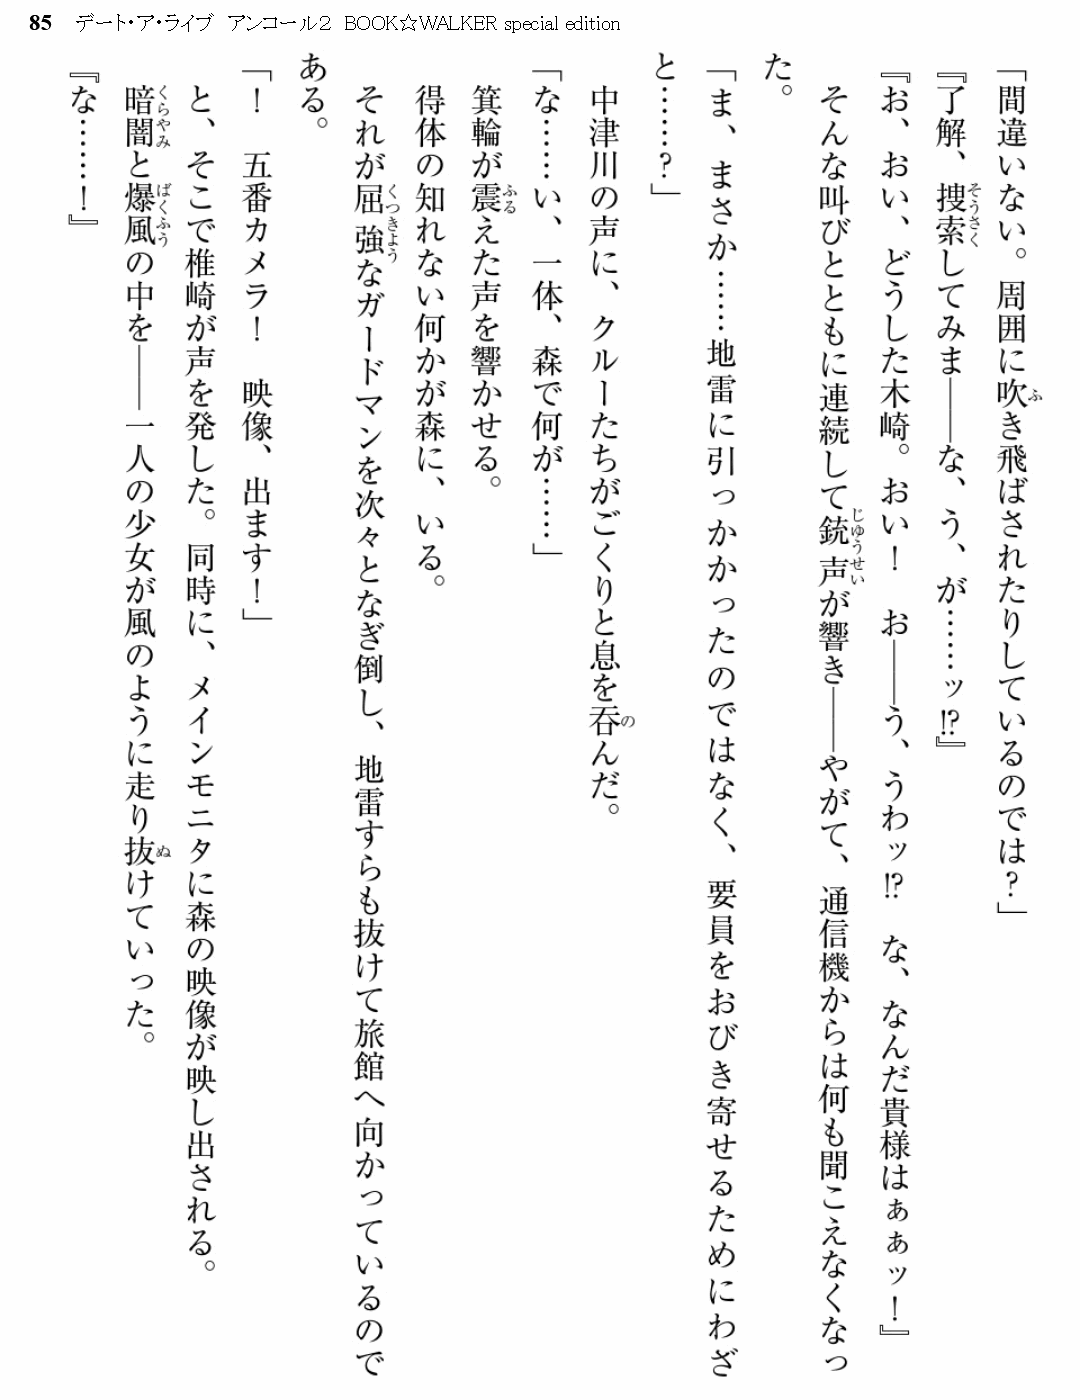 85 デート・ア・ライブ アンコール2 BOOK☆WALKER special edition
「間違いない。周囲に吹き飛ばされたりしているのでは?」
『了解、捜索してみま――な、う、が……ッ!?』
『お、おい、どうした木崎。おい! お――う、うわッ!? な、なんだ貴様はぁぁッ!』
そんな叫びとともに連続して銃声が響き――やがて、通信機からは何も聞こえなくなっ
た。
「ま、まさか……地雷に引っかかったのではなく、要員をおびき寄せるためにわざ
と……?」
中津川の声に、クルーたちがごくりと息を呑んだ。
「な……い、一体、森で何が……」
箕輪が震えた声を響かせる。
得体の知れない何かが森に、いる。
それが屈強なガードマンを次々となぎ倒し、地雷すらも抜けて旅館へ向かっているので
ある。
「! 五番カメラ! 映像、出ます!」
と、そこで椎崎が声を発した。同時に、メインモニタに森の映像が映し出される。
暗闇と爆風の中を――一人の少女が風のように走り抜けていった。
『な……!』